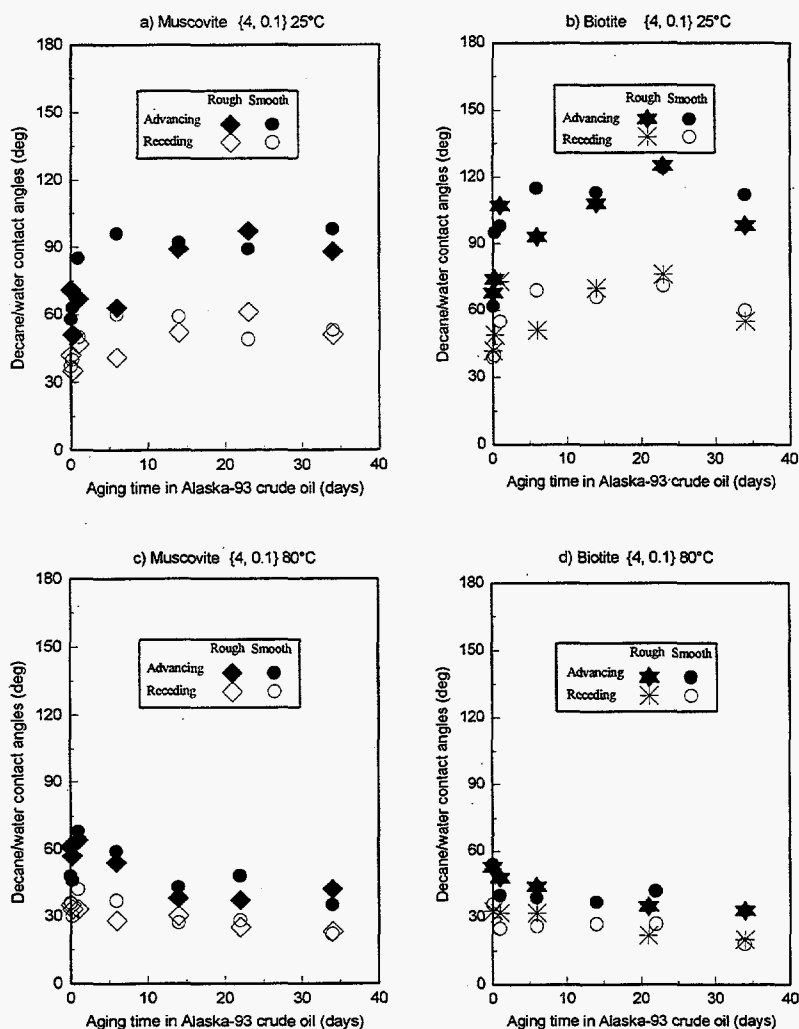 a) Muscovite {4, 0.1} 25°C
180
150
120
90
60
30
0
0 10 20 30 40
Decane/water contact angles (deg)
Aging time in Alaska-93 crude oil (days)
Rough Smooth
Advancing
Receding
b) Biotite {4, 0.1} 25°C
180
150
120
90
60
30
0
0 10 20 30 40
Decane/water contact angles (deg)
Aging time in Alaska-93 crude oil (days)
Rough Smooth
Advancing
Receding
c) Muscovite {4, 0.1} 80°C
180
150
120
90
60
30
0
0 10 20 30 40
Decane/water contact angles (deg)
Aging time in Alaska-93 crude oil (days)
Rough Smooth
Advancing
Receding
d) Biotite {4, 0.1} 80°C
180
150
120
90
60
30
0
0 10 20 30 40
Decane/water contact angles (deg)
Aging time in Alaska-93 crude oil (days)
Rough Smooth
Advancing
Receding